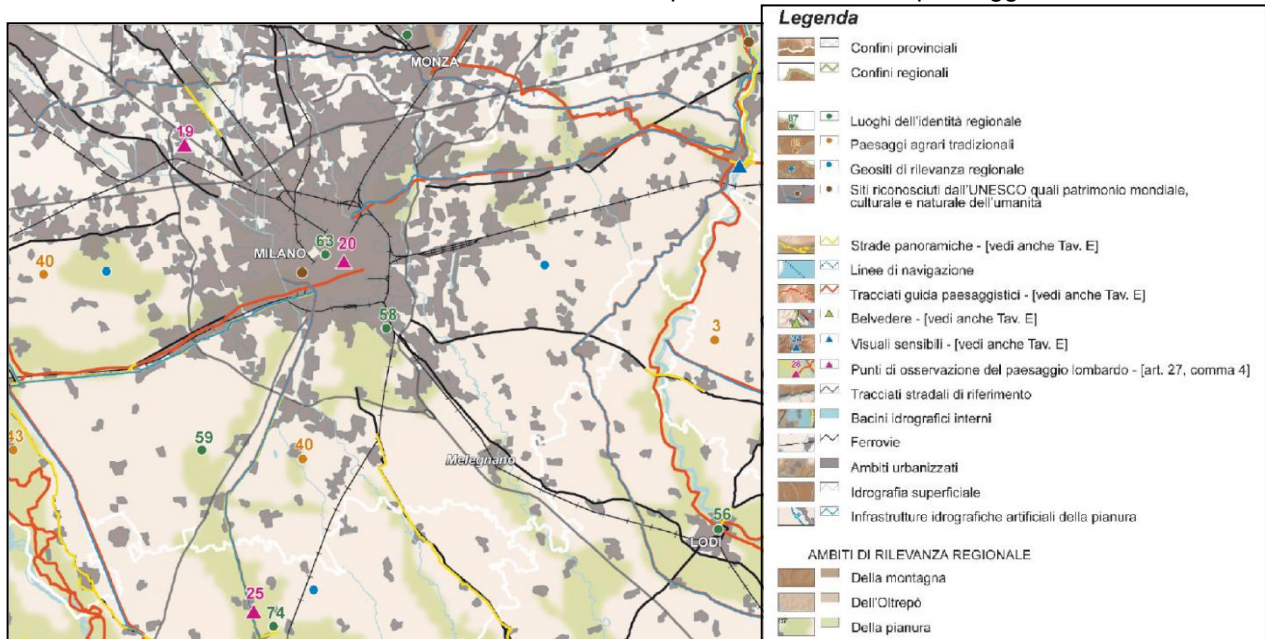 MONZA
19
63
20
MILANO
40
58
3
59
40
43
Melegnano
56
LODI
25
74
Legenda
Confini provinciali
Confini regionali
87
Luoghi dell'identità regionale
Paesaggi agrari tradizionali
Geositi di rilevanza regionale
Siti riconosciuti dall'UNESCO quali patrimonio mondiale,
culturale e naturale dell'umanità
Strade panoramiche - [vedi anche Tav. E]
Linee di navigazione
Tracciati guida paesaggistici - [vedi anche Tav. E]
Belvedere - [vedi anche Tav. E]
Visuali sensibili - [vedi anche Tav. E]
Punti di osservazione del paesaggio lombardo - [art. 27, comma 4]
Tracciati stradali di riferimento
Bacini idrografici interni
Ferrovie
Ambiti urbanizzati
Idrografia superficiale
Infrastrutture idrografiche artificiali della pianura
AMBITI DI RILEVANZA REGIONALE
Della montagna
Dell'Oltrepò
Della pianura